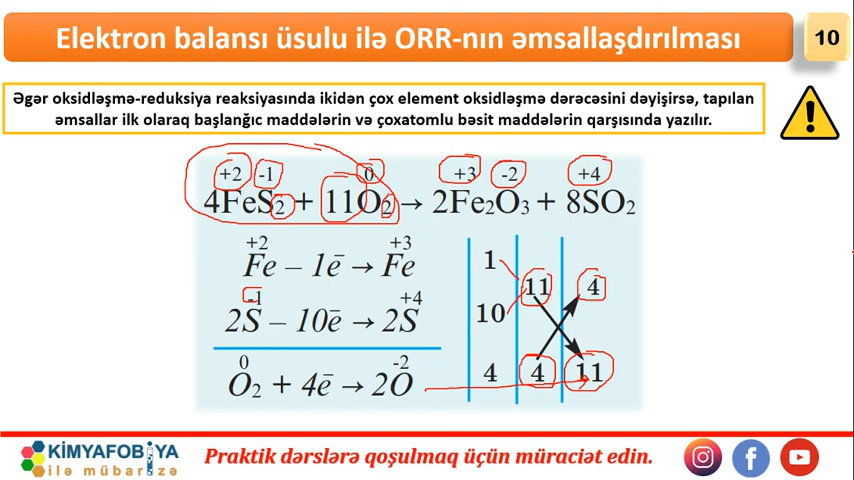 Elektron balansı üsulu ilə ORR-nın əmsallaşdırılması
10
Əgər oksidləşmə-reduksiya reaksiyasında ikidən çox element oksidləşmə dərəcəsini dəyişirsə, tapılan
əmsallar ilk olaraq başlanğıc maddələrin və çoxatomlu bəsit maddələrin qarşısında yazılır.
+2 -1 0 +3 -2 +4
4FeS₂ + 11O₂ → 2Fe₂O₃ + 8SO₂
+2 +3
Fe – 1ē → Fe
1
-1 +4
2S – 10ē → 2S
10
11 4
0 -2
O₂ + 4ē → 2O
4 4 11
KİMYAFOBİYA
ilə mübarizə
Praktik dərslərə qoşulmaq üçün müraciət edin.